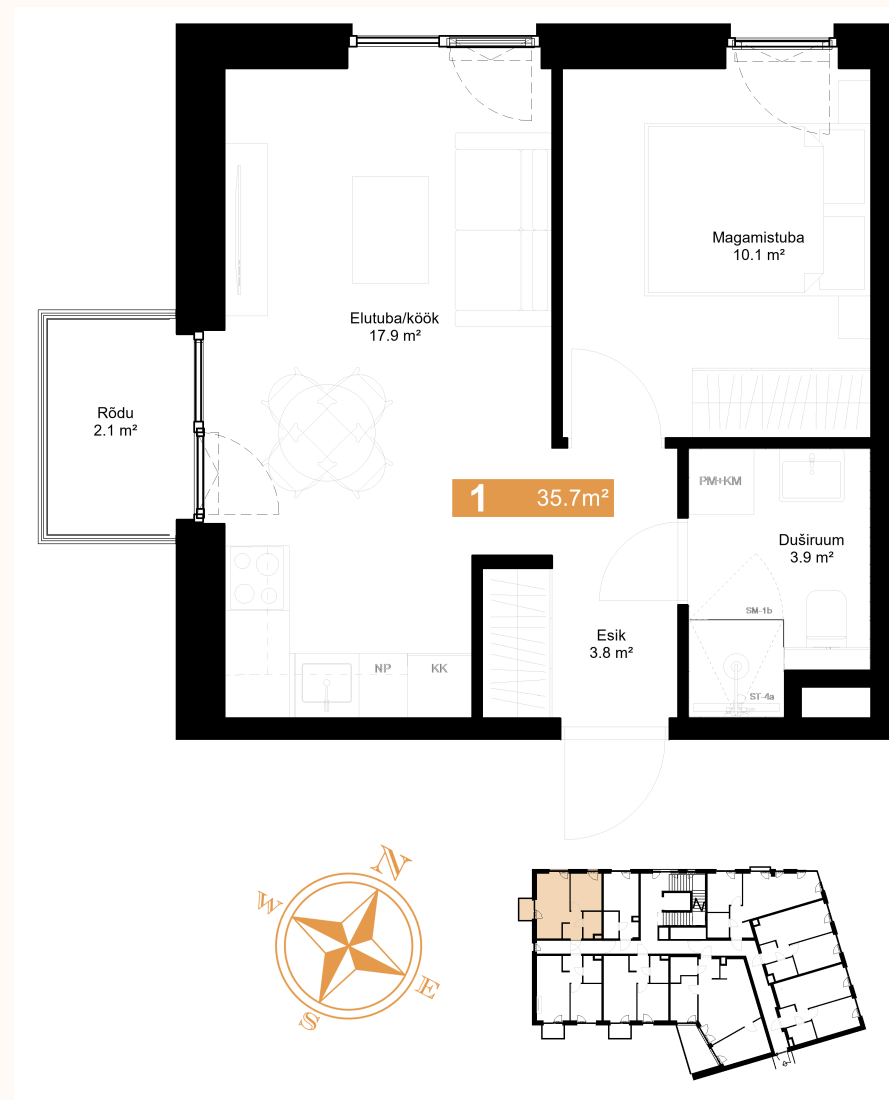 Magamistuba
10.1 m²
Elutuba/köök
17.9 m²
Rõdu
2.1 m²
1 35.7m²
PM+KM
Duširuum
3.9 m²
SM-1b
Esik
3.8 m²
NP KK
ST-4a
N
W
E
S